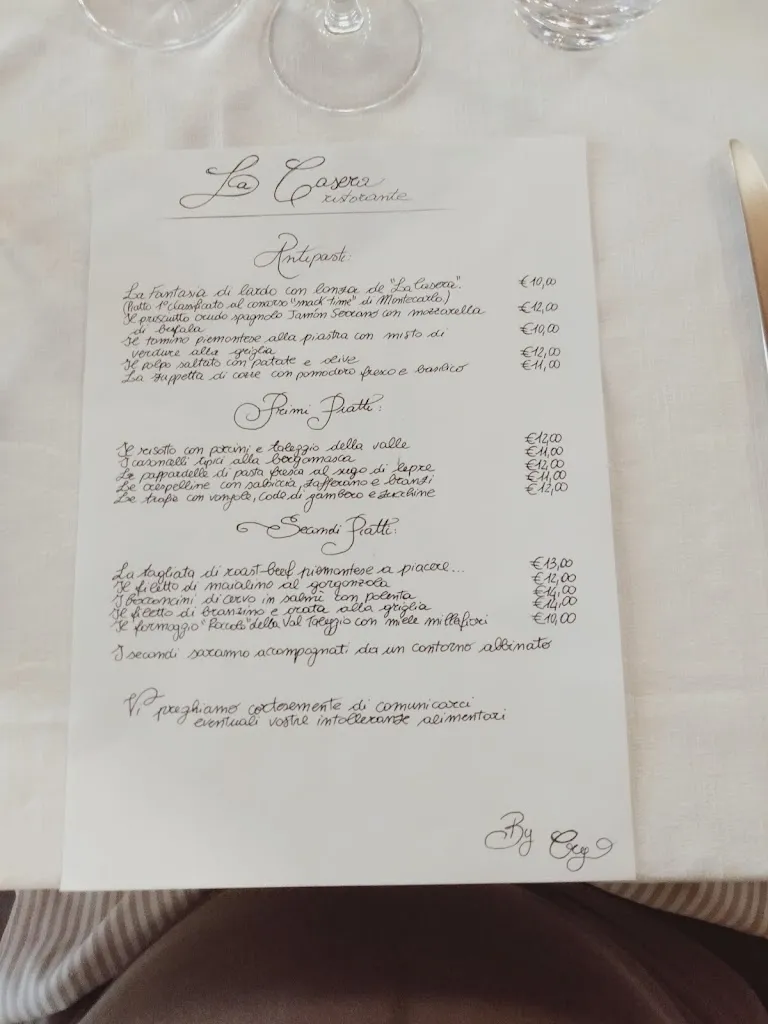 La Casera
ristorante
Antipasti:
La Fantasia di lardo con lonza de "La Casera". €10,00
(Piatto 1° classificato al concorso "snack time" di Montecarlo)
Il prosciutto crudo spagnolo Jamón Serrano con mozzarella €12,00
di bufala
Il tomino piemontese alla piastra con misto di €10,00
verdure alla griglia
Il polpo saltato con patate e olive €12,00
La zuppetta di cozze con pomodoro fresco e basilico €11,00
Primi Piatti:
Il risotto con porcini e taleggio della valle €12,00
I casoncelli tipici alla bergamasca €11,00
Le pappardelle di pasta fresca al sugo di lepre €12,00
Le crespelline con salsiccia, zafferano e branzi €11,00
Le trofie con vongole, code di gambero e zucchine €12,00
Secondi Piatti:
La tagliata di roast-beef piemontese a piacere... €13,00
Il filetto di maialino al gorgonzola €12,00
I bocconcini di cervo in salmì con polenta €14,00
Il filetto di branzino e orata alla griglia €14,00
Il formaggio "Roccolo" della Val Taleggio con miele millefiori €10,00
I secondi saranno accompagnati da un contorno abbinato
Vi preghiamo cortesemente di comunicarci
eventuali vostre intolleranze alimentari
By Cry